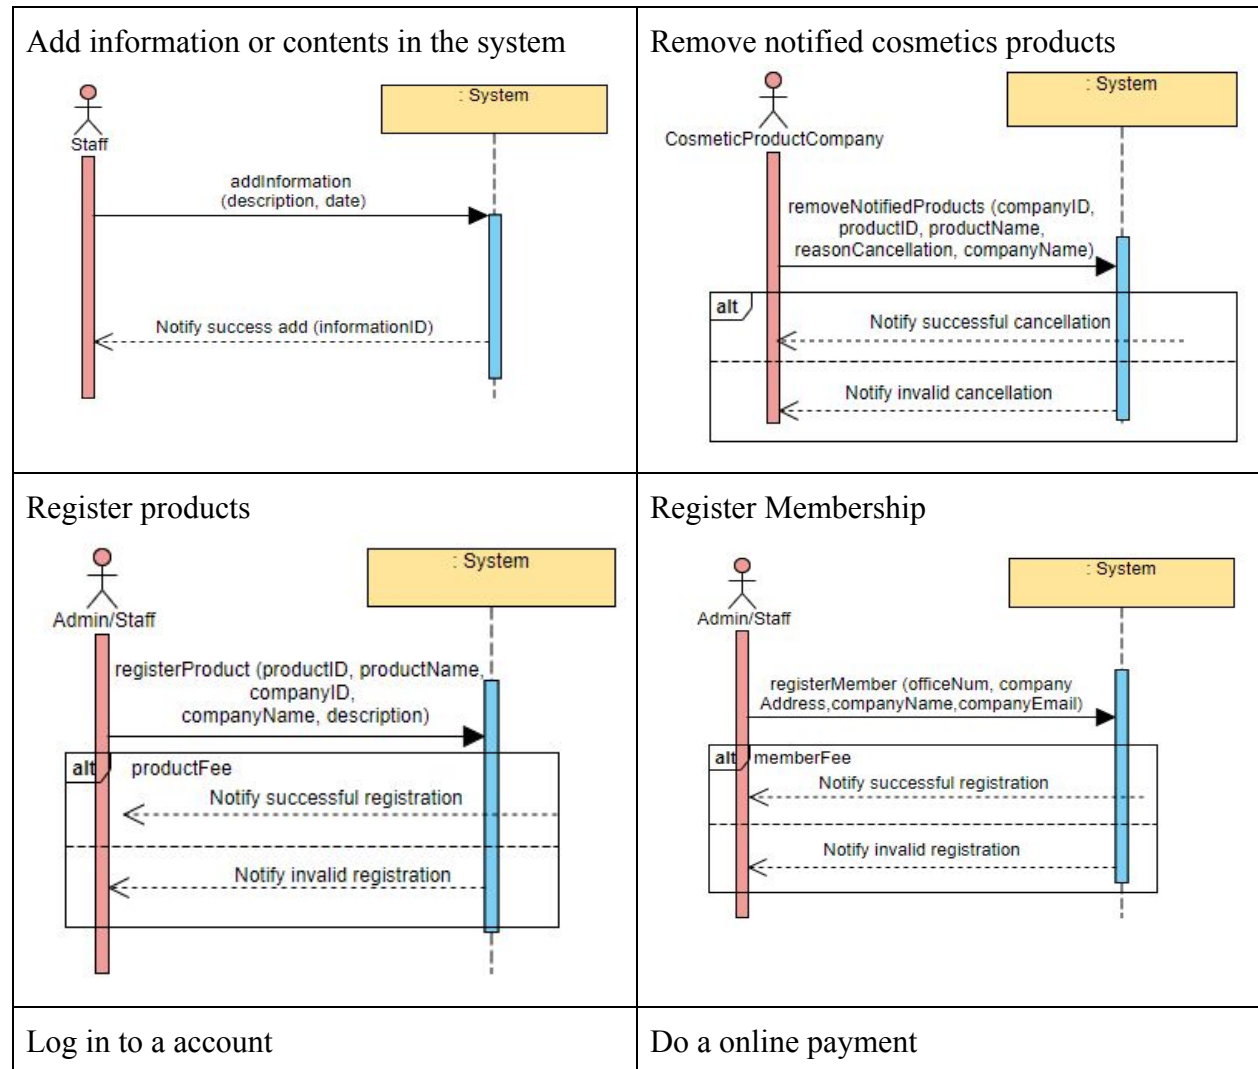 Add information or contents in the system
: System
Staff
addInformation
(description, date)
Notify success add (informationID)
Remove notified cosmetics products
: System
CosmeticProductCompany
removeNotifiedProducts (companyID,
productID, productName,
reasonCancellation, companyName)
alt
Notify successful cancellation
Notify invalid cancellation
Register products
: System
Admin/Staff
registerProduct (productID, productName,
companyID,
companyName, description)
alt productFee
Notify successful registration
Notify invalid registration
Register Membership
: System
Admin/Staff
registerMember (officeNum, company
Address,companyName,companyEmail)
alt memberFee
Notify successful registration
Notify invalid registration
Log in to a account
Do a online payment